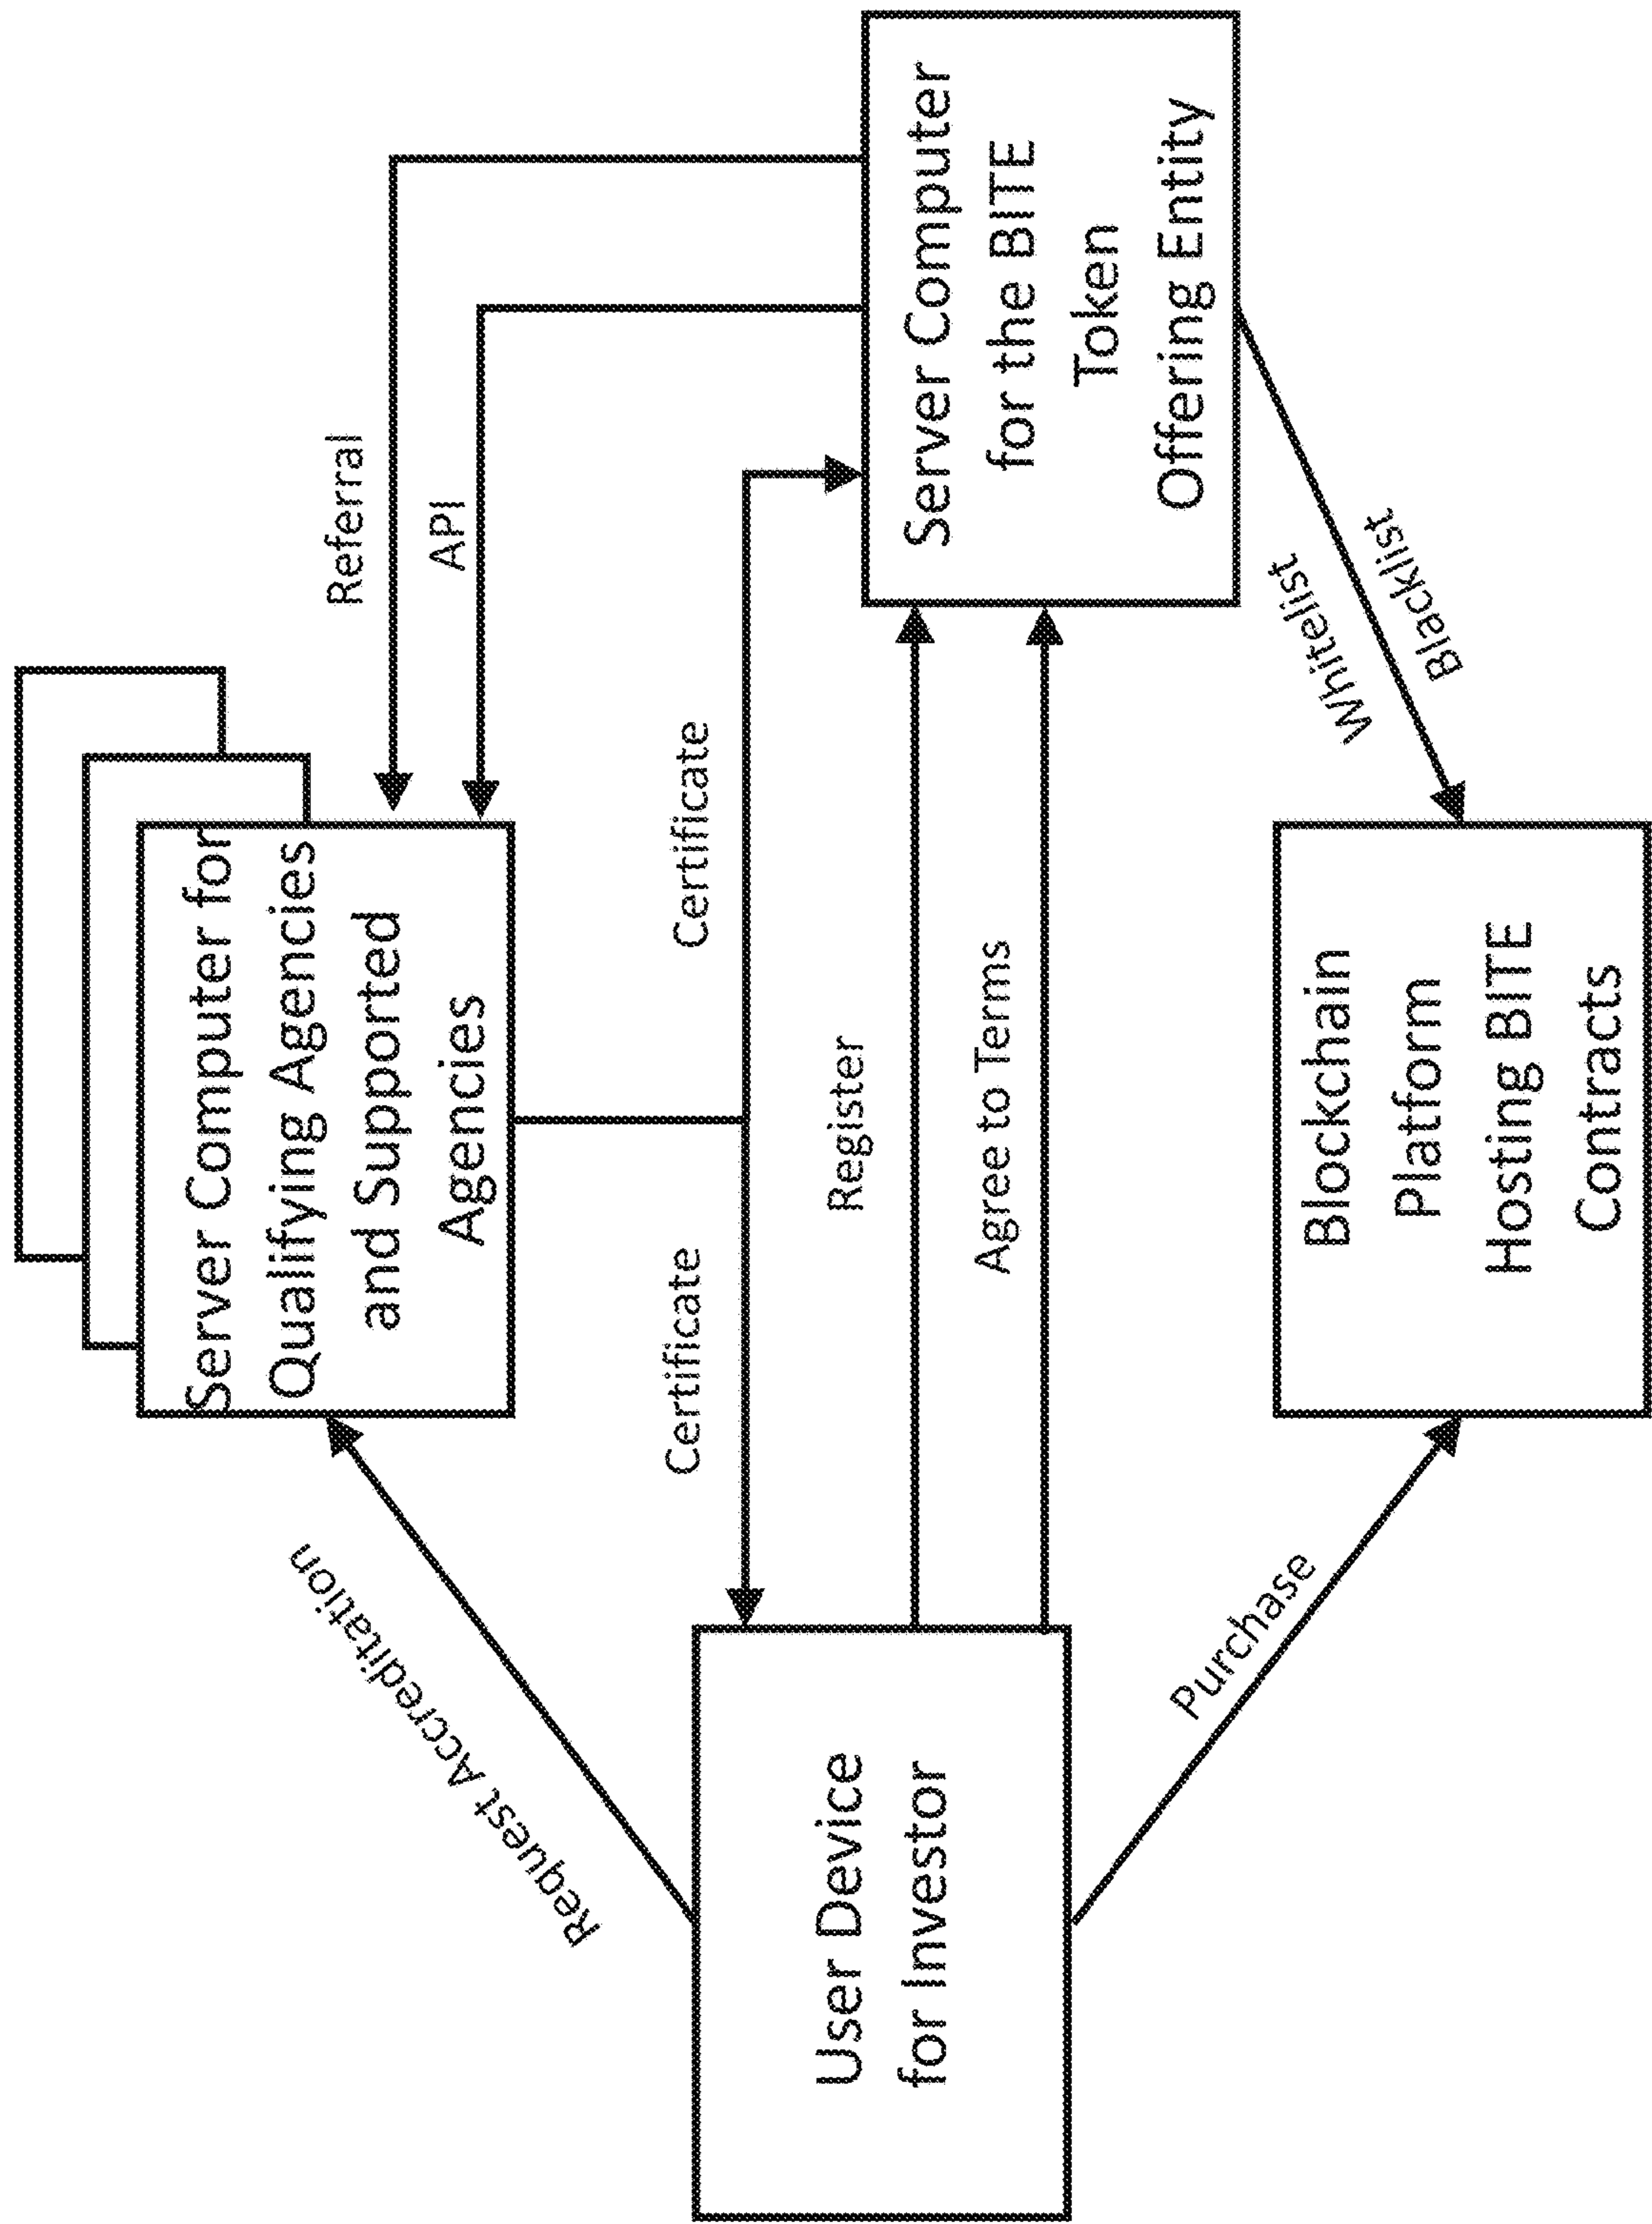 Server Computer for
Qualifying Agencies
and Supported
Agencies
Referral
API
Request Accreditation
Certificate
Certificate
User Device
for Investor
Register
Agree to Terms
Server Computer
for the BITE
Token
Offering Entity
Purchase
Whitelist
Blacklist
Blockchain
Platform
Hosting BITE
Contracts